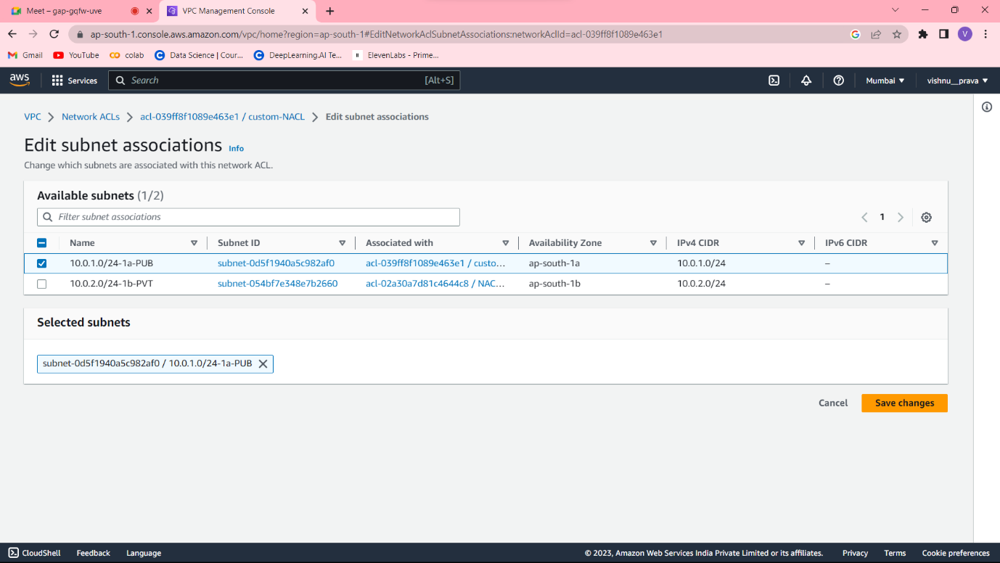 Meet – gap-gqfw-uve
VPC Management Console
ap-south-1.console.aws.amazon.com/vpc/home?region=ap-south-1#EditNetworkAclSubnetAssociations:networkAclId=acl-039ff8f1089e463e1
V
Gmail YouTube colab Data Science | Cour... DeepLearning.AI Te... ElevenLabs - Prime...
aws Services Search [Alt+S] Mumbai vishnu__prava
VPC Network ACLs acl-039ff8f1089e463e1 / custom-NACL Edit subnet associations
Edit subnet associations Info
Change which subnets are associated with this network ACL.
Available subnets (1/2)
Filter subnet associations 1
Name Subnet ID Associated with Availability Zone IPv4 CIDR IPv6 CIDR
10.0.1.0/24-1a-PUB subnet-0d5f1940a5c982af0 acl-039ff8f1089e463e1 / custo... ap-south-1a 10.0.1.0/24 –
10.0.2.0/24-1b-PVT subnet-054bf7e348e7b2660 acl-02a30a7d81c4644c8 / NAC... ap-south-1b 10.0.2.0/24 –
Selected subnets
subnet-0d5f1940a5c982af0 / 10.0.1.0/24-1a-PUB
Cancel Save changes
CloudShell Feedback Language © 2023, Amazon Web Services India Private Limited or its affiliates. Privacy Terms Cookie preferences